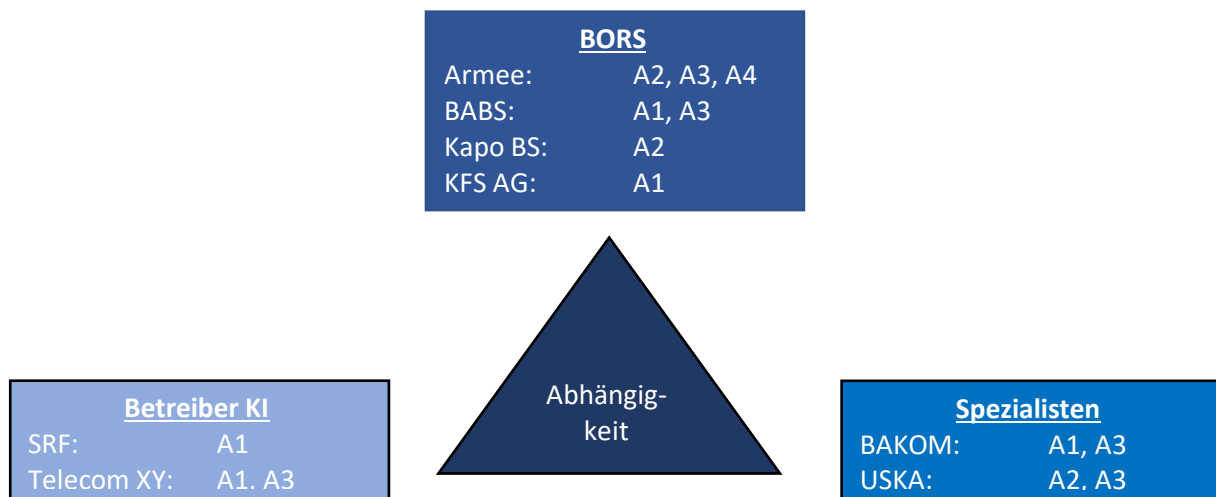 BORS
Armee: A2, A3, A4
BABS: A1, A3
Kapo BS: A2
KFS AG: A1
Abhängig-
keit
Betreiber KI
SRF: A1
Telecom XY: A1, A3
Spezialisten
BAKOM: A1, A3
USKA: A2, A3